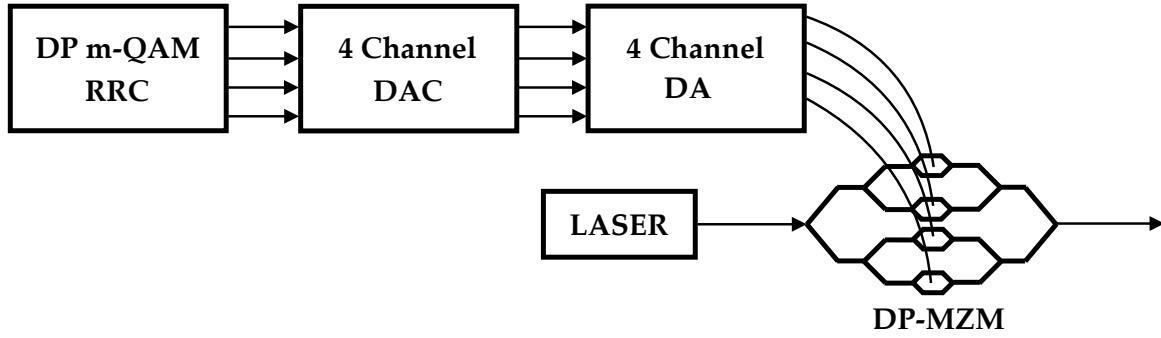 DP m-QAM
RRC
4 Channel
DAC
4 Channel
DA
LASER
DP-MZM